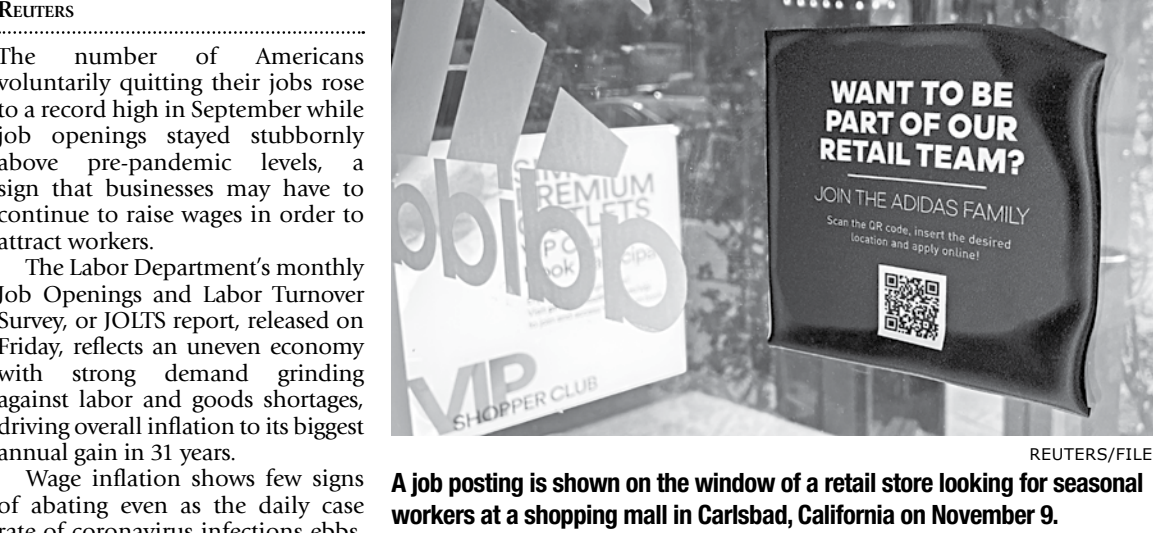 REUTERS
The number of Americans
voluntarily quitting their jobs rose
to a record high in September while
job openings stayed stubbornly
above pre-pandemic levels, a
sign that businesses may have to
continue to raise wages in order to
attract workers.
The Labor Department's monthly
Job Openings and Labor Turnover
Survey, or JOLTS report, released on
Friday, reflects an uneven economy
with strong demand grinding
against labor and goods shortages,
driving overall inflation to its biggest
annual gain in 31 years.
Wage inflation shows few signs
of abating even as the daily case
rate of coronavirus infections ebbs,
WANT TO BE
PART OF OUR
RETAIL TEAM?
JOIN THE ADIDAS FAMILY
Scan the QR code, insert the desired
location and apply online!
PREMIUM
VIP
SHOPPER CLUB
REUTERS/FILE
A job posting is shown on the window of a retail store looking for seasonal
workers at a shopping mall in Carlsbad, California on November 9.